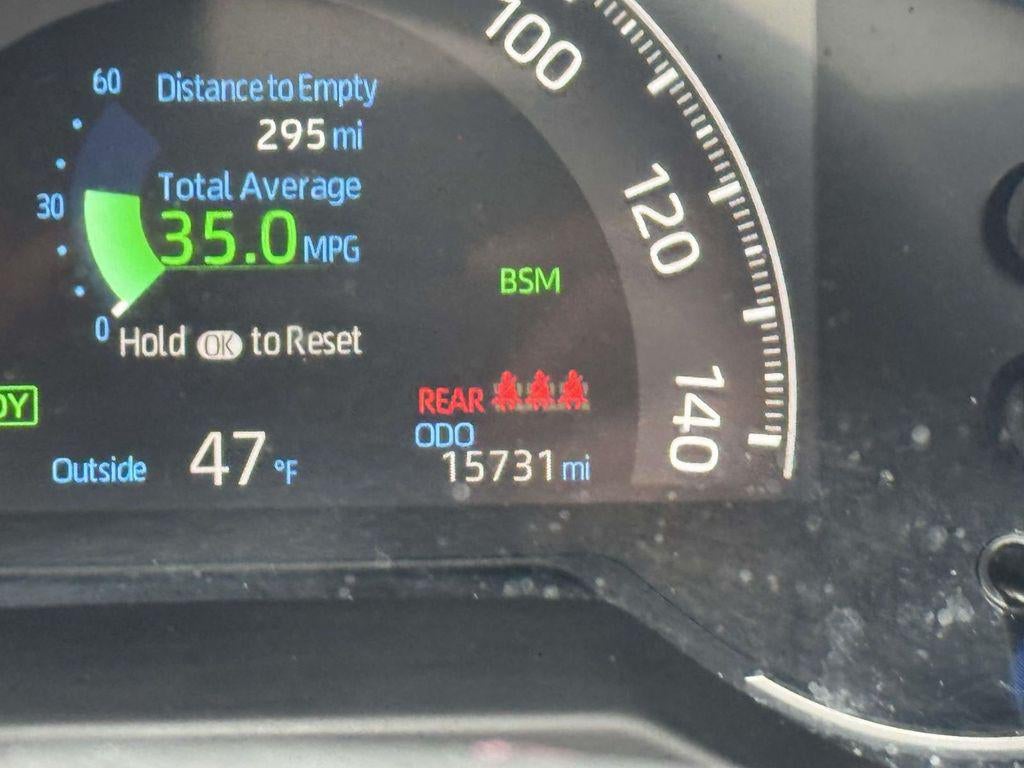 100
60
Distance to Empty
295 mi
120
Total Average
30
35.0 MPG
BSM
0
Hold OK to Reset
140
DY
REAR
ODO
Outside 47 °F
15731 mi